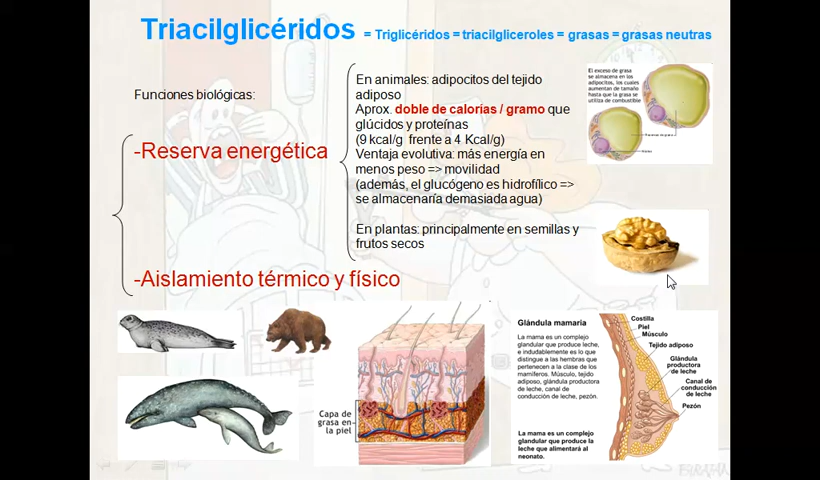 Triacilglicéridos = Triglicéridos = triacilgliceroles = grasas = grasas neutras
Funciones biológicas:
-Reserva energética
En animales: adipocitos del tejido
adiposo
Aprox. doble de calorías / gramo que
glúcidos y proteínas
(9 kcal/g frente a 4 Kcal/g)
Ventaja evolutiva: más energía en
menos peso => movilidad
(además, el glucógeno es hidrofílico =>
se almacenaría demasiada agua)
En plantas: principalmente en semillas y
frutos secos
El exceso de grasa
se almacena en los
adipocitos, los cuales
aumentan de tamaño
hasta que la grasa se
utiliza de combustible
-Aislamiento térmico y físico
Capa de
grasa en
la piel
Glándula mamaria
La mama es un complejo
glandular que produce leche,
e indudablemente es lo que
distingue a las hembras que
pertenecen a la clase de los
mamíferos. Músculo, tejido
adiposo, glándula productora
de leche, canal de
conducción de leche, pezón.
La mama es un complejo
glandular que produce la
leche que alimentará al
neonato.
Costilla
Piel
Músculo
Tejido adiposo
Glándula
productora
de leche
Canal de
conducción
de leche
Pezón